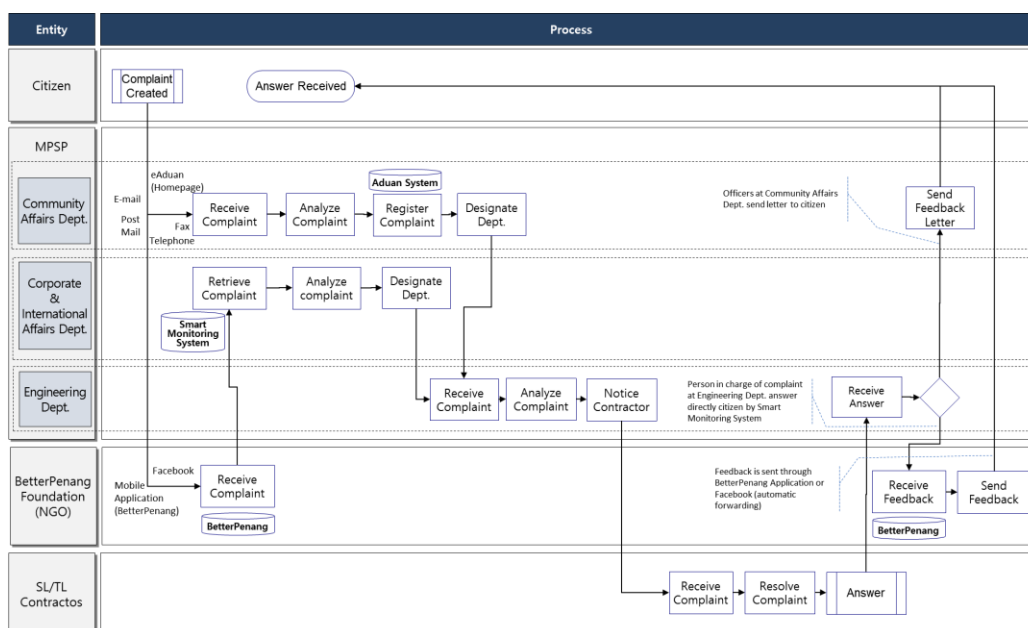 Entity
Process
Citizen
Complaint
Created
Answer Received
MPSP
Community
Affairs Dept.
eAduan
(Homepage)
E-mail
Post
Mail
Fax
Telephone
Receive
Complaint
Analyze
Complaint
Aduan System
Register
Complaint
Designate
Dept.
Officers at Community Affairs
Dept. send letter to citizen
Send
Feedback
Letter
Corporate
&
International
Affairs Dept.
Retrieve
Complaint
Smart
Monitoring
System
Analyze
complaint
Designate
Dept.
Engineering
Dept.
Receive
Complaint
Analyze
Complaint
Notice
Contractor
Person in charge of complaint
at Engineering Dept. answer
directly citizen by Smart
Monitoring System
Receive
Answer
BetterPenang
Foundation
(NGO)
Facebook
Mobile
Application
(BetterPenang)
Receive
Complaint
BetterPenang
Feedback is sent through
BetterPenang Application or
Facebook (automatic
forwarding)
Receive
Feedback
BetterPenang
Send
Feedback
SL/TL
Contractos
Receive
Complaint
Resolve
Complaint
Answer